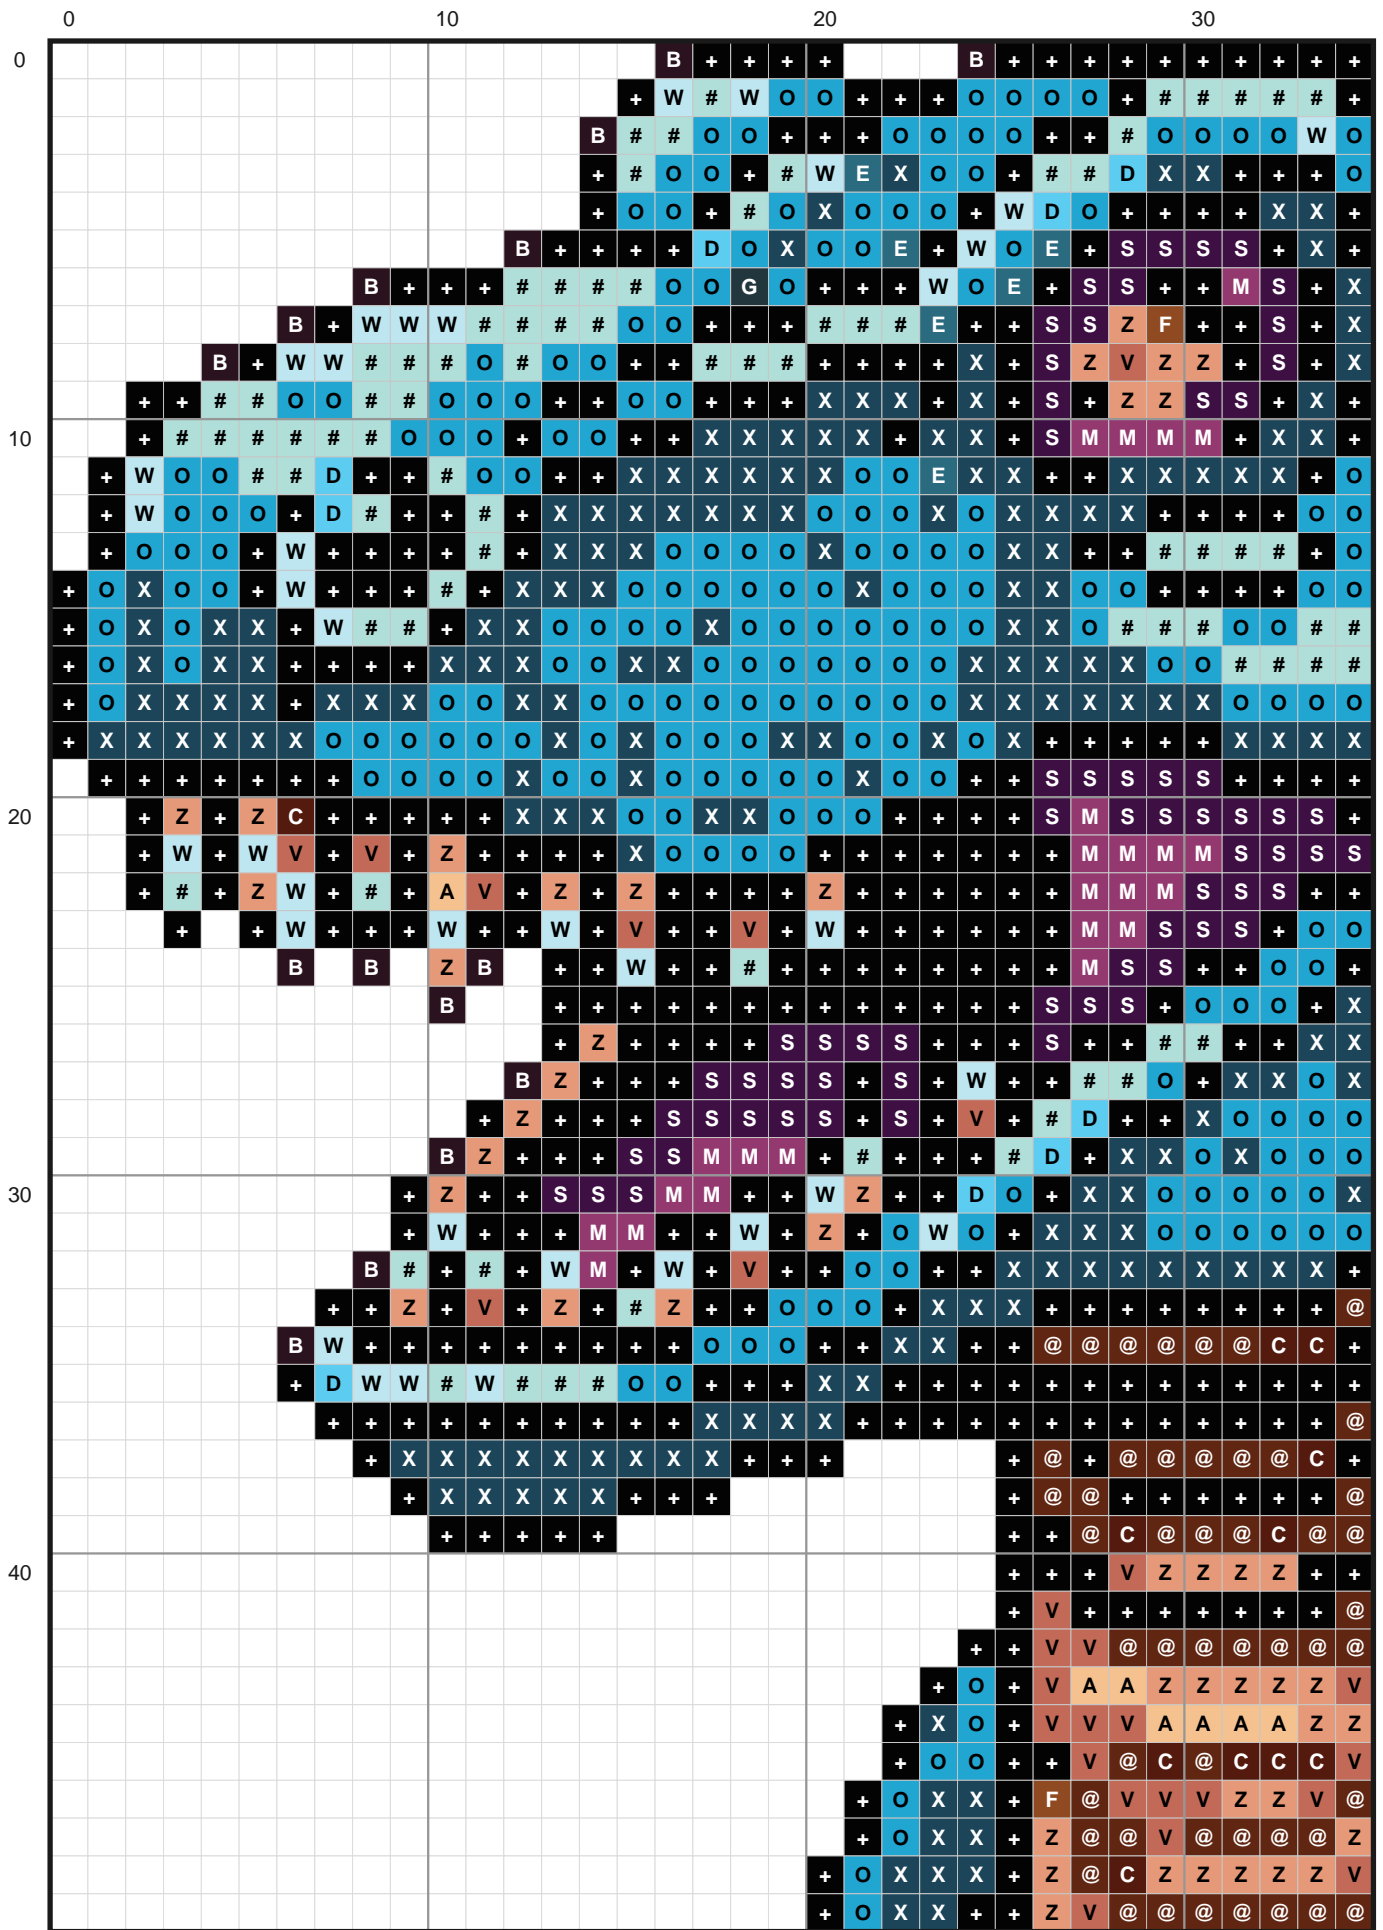 0 10 20 30
0 B + + + + B + + + + + + + + + +
+ W # W O O + + + O O O O + # # # # # +
B # # O O + + + O O O O + + # O O O O W O
+ # O O + # W E X O O + # # D X X + + + O
+ O O + # O X O O O + W D O + + + + X X +
B + + + + D O X O O E + W O E + S S S S + X +
B + + + # # # # O O G O + + + W O E + S S + + M S + X
B + W W W # # # # O O + + + # # # E + + S S Z F + + S + X
B + W W # # # O # O O + + # # # + + + + X + S Z V Z Z + S + X
+ + # # O O # # O O O + + O O + + + X X X + X + S + Z Z S S + X +
10 + # # # # # # O O O + O O + + X X X X X + X X + S M M M M + X X +
+ W O O # # D + + # O O + + X X X X X X O O E X X + + X X X X X + O
+ W O O O + D # + + # + X X X X X X X O O O X O X X X X + + + + O O
+ O O O + W + + + + # + X X X O O O O X O O O O X X + + # # # # + O
+ O X O O + W + + + # + X X X O O O O O O X O O O X X O O + + + + O O
+ O X O X X + W # # + X X O O O O X O O O O O O O X X O # # # O O # #
+ O X O X X + + + + X X X O O X X O O O O O O O X X X X X O O # # # #
+ O X X X X + X X X O O X X O O O O O O O O O O X X X X X X X O O O O
+ X X X X X X O O O O O O X O X O O O X X O O X O X + + + + + X X X X
+ + + + + + + O O O O X O O X O O O O O X O O + + S S S S S + + + +
20 + Z + Z C + + + + + X X X O O X X O O O + + + + S M S S S S S S +
+ W + W V + V + Z + + + + X O O O O + + + + + + + M M M M S S S S
+ # + Z W + # + A V + Z + Z + + + + Z + + + + + + M M M S S S + +
+ + W + + + W + + W + V + + V + W + + + + + + M M S S S + O O
B B Z B + + W + + # + + + + + + + + M S S + + O O +
B + + + + + + + + + + + + + S S S + O O O + X
+ Z + + + + S S S S + + + S + + # # + + X X
B Z + + + S S S S + S + W + + # # O + X X O X
+ Z + + + S S S S S + S + V + # D + + X O O O O
B Z + + + S S M M M + # + + + # D + X X O X O O O
30 + Z + + S S S M M + + W Z + + D O + X X O O O O O X
+ W + + + M M + + W + Z + O W O + X X X O O O O O O
B # + # + W M + W + V + + O O + + X X X X X X X X X +
+ + Z + V + Z + # Z + + O O O + X X X + + + + + + + + @
B W + + + + + + + + + O O O + + X X + + @ @ @ @ @ @ C C +
+ D W W # W # # # O O + + + X X + + + + + + + + + + + + +
+ + + + + + + + + + X X X X + + + + + + + + + + + + + @
+ X X X X X X X X X + + + + @ + @ @ @ @ @ C +
+ X X X X X + + + + @ @ + + + + + + @
+ + + + + + + @ C @ @ @ C @ @
40 + + + V Z Z Z Z + +
+ V + + + + + + + @
+ + V V @ @ @ @ @ @ @
+ O + V A A Z Z Z Z Z V
+ X O + V V V A A A A Z Z
+ O O + + V @ C @ C C C V
+ O X X + F @ V V V Z Z V @
+ O X X + Z @ @ V @ @ @ @ Z
+ O X X X + Z @ C Z Z Z Z Z V
+ O X X + + Z V @ @ @ @ @ @ @